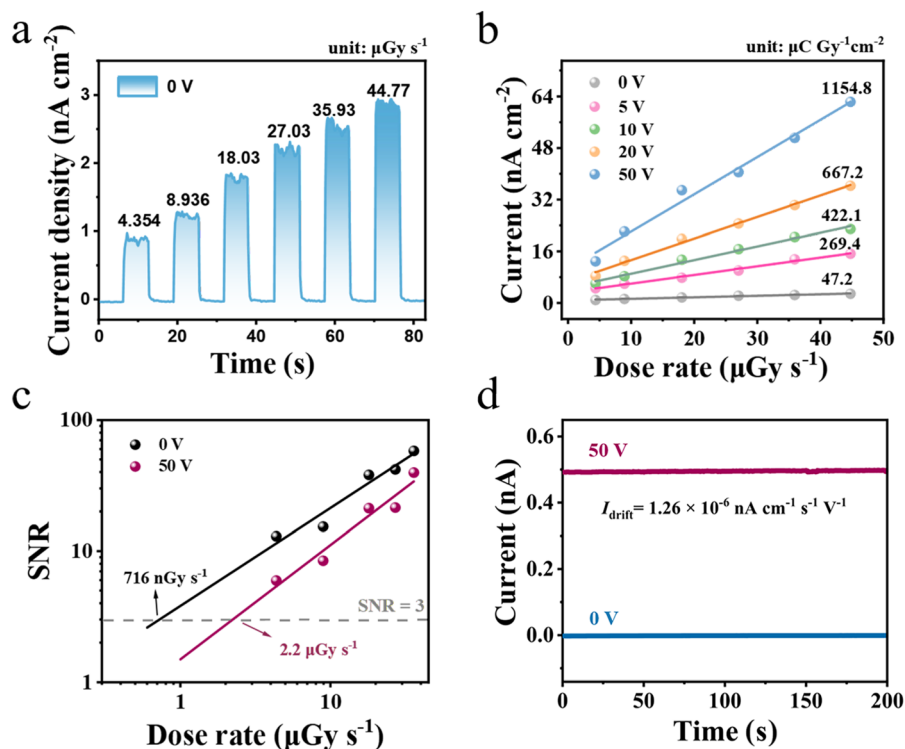 a
unit: μGy s⁻¹
0 V
4.354
8.936
18.03
27.03
35.93
44.77
Current density (nA cm⁻²)
3
2
1
0
0
20
40
60
80
Time (s)
b
unit: μC Gy⁻¹cm⁻²
0 V
5 V
10 V
20 V
50 V
1154.8
667.2
422.1
269.4
47.2
Current (nA cm⁻²)
64
48
32
16
0
0
10
20
30
40
50
Dose rate (μGy s⁻¹)
c
0 V
50 V
716 nGy s⁻¹
SNR = 3
2.2 μGy s⁻¹
SNR
100
10
1
1
10
Dose rate (μGy s⁻¹)
d
50 V
I_drift= 1.26 × 10⁻⁶ nA cm⁻¹ s⁻¹ V⁻¹
0 V
Current (nA)
0.6
0.4
0.2
0.0
0
50
100
150
200
Time (s)